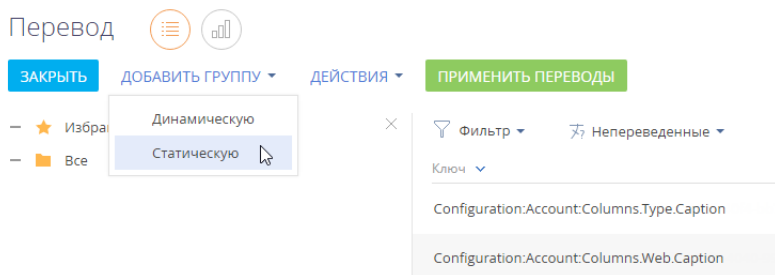 Перевод
ЗАКРЫТЬ ДОБАВИТЬ ГРУППУ ДЕЙСТВИЯ ПРИМЕНИТЬ ПЕРЕВОДЫ
Динамическую
Статическую
Все
Фильтр Непереведенные
Ключ
Configuration:Account:Columns.Type.Caption
Configuration:Account:Columns.Web.Caption